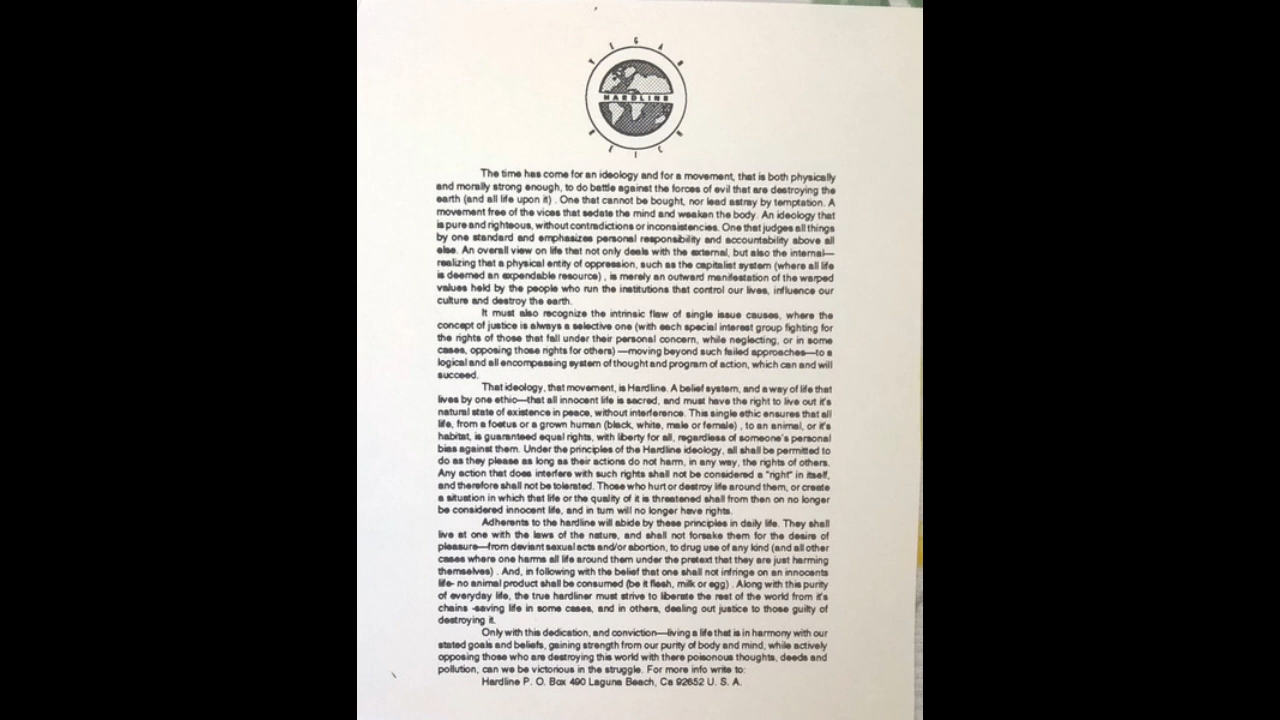 VEGAN
HARDLINE
REICH
The time has come for an ideology and for a movement, that is both physically
and morally strong enough, to do battle against the forces of evil that are destroying the
earth (and all life upon it) . One that cannot be bought, nor lead astray by temptation. A
movement free of the vices that sedate the mind and weaken the body. An ideology that
is pure and righteous, without contradictions or inconsistencies. One that judges all things
by one standard and emphasizes personal responsibility and accountability above all
else. An overall view on life that not only deals with the external, but also the internal—
realizing that a physical entity of oppression, such as the capitalist system (where all life
is deemed an expendable resource) , is merely an outward manifestation of the warped
values held by the people who run the institutions that control our lives, influence our
culture and destroy the earth.
It must also recognize the intrinsic flaw of single issue causes, where the
concept of justice is always a selective one (with each special interest group fighting for
the rights of those that fall under their personal concern, while neglecting, or in some
cases, opposing those rights for others) —moving beyond such failed approaches—to a
logical and all encompassing system of thought and program of action, which can and will
succeed.
That ideology, that movement, is Hardline. A belief system, and a way of life that
lives by one ethic—that all innocent life is sacred, and must have the right to live out it's
natural state of existence in peace, without interference. This single ethic ensures that all
life, from a foetus or a grown human (black, white, male or female) , to an animal, or it's
habitat, is guaranteed equal rights, with liberty for all, regardless of someone's personal
bias against them. Under the principles of the Hardline ideology, all shall be permitted to
do as they please as long as their actions do not harm, in any way, the rights of others.
Any action that does interfere with such rights shall not be considered a "right" in itself,
and therefore shall not be tolerated. Those who hurt or destroy life around them, or create
a situation in which that life or the quality of it is threatened shall from then on no longer
be considered innocent life, and in turn will no longer have rights.
Adherents to the hardline will abide by these principles in daily life. They shall
live at one with the laws of the nature, and shall not forsake them for the desire of
pleasure—from deviant sexual acts and/or abortion, to drug use of any kind (and all other
cases where one harms all life around them under the pretext that they are just harming
themselves) . And, in following with the belief that one shall not infringe on an innocents
life- no animal product shall be consumed (be it flesh, milk or egg) . Along with this purity
of everyday life, the true hardliner must strive to liberate the rest of the world from it's
chains -saving life in some cases, and in others, dealing out justice to those guilty of
destroying it.
Only with this dedication, and conviction—living a life that is in harmony with our
stated goals and beliefs, gaining strength from our purity of body and mind, while actively
opposing those who are destroying this world with there poisonous thoughts, deeds and
pollution, can we be victorious in the struggle. For more info write to:
Hardline P. O. Box 490 Laguna Beach, Ca 92652 U. S. A.